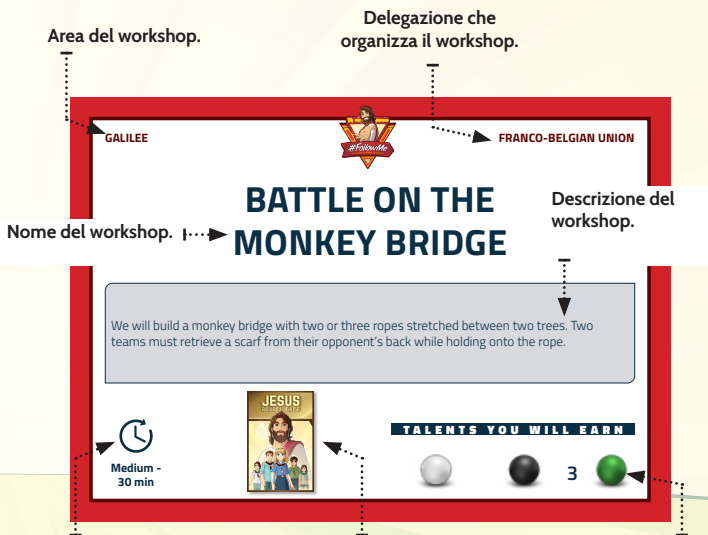 Area del workshop.
Delegazione che
organizza il workshop.
GALILEE
#FollowMe
FRANCO-BELGIAN UNION
BATTLE ON THE
MONKEY BRIDGE
Nome del workshop.
Descrizione del
workshop.
We will build a monkey bridge with two or three ropes stretched between two trees. Two
teams must retrieve a scarf from their opponent's back while holding onto the rope.
JESUS
TALENTS YOU WILL EARN
Medium -
30 min
3